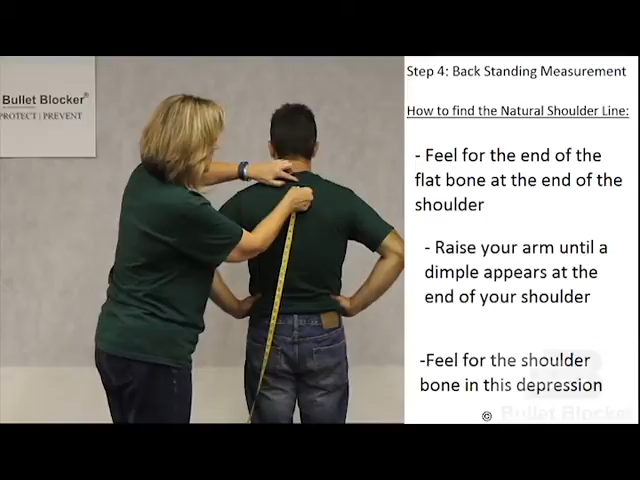 Bullet Blocker®
PROTECT | PREVENT
Step 4: Back Standing Measurement
How to find the Natural Shoulder Line:
- Feel for the end of the
flat bone at the end of the
shoulder
- Raise your arm until a
dimple appears at the
end of your shoulder
-Feel for the shoulder
bone in this depression
© Bullet Blocker